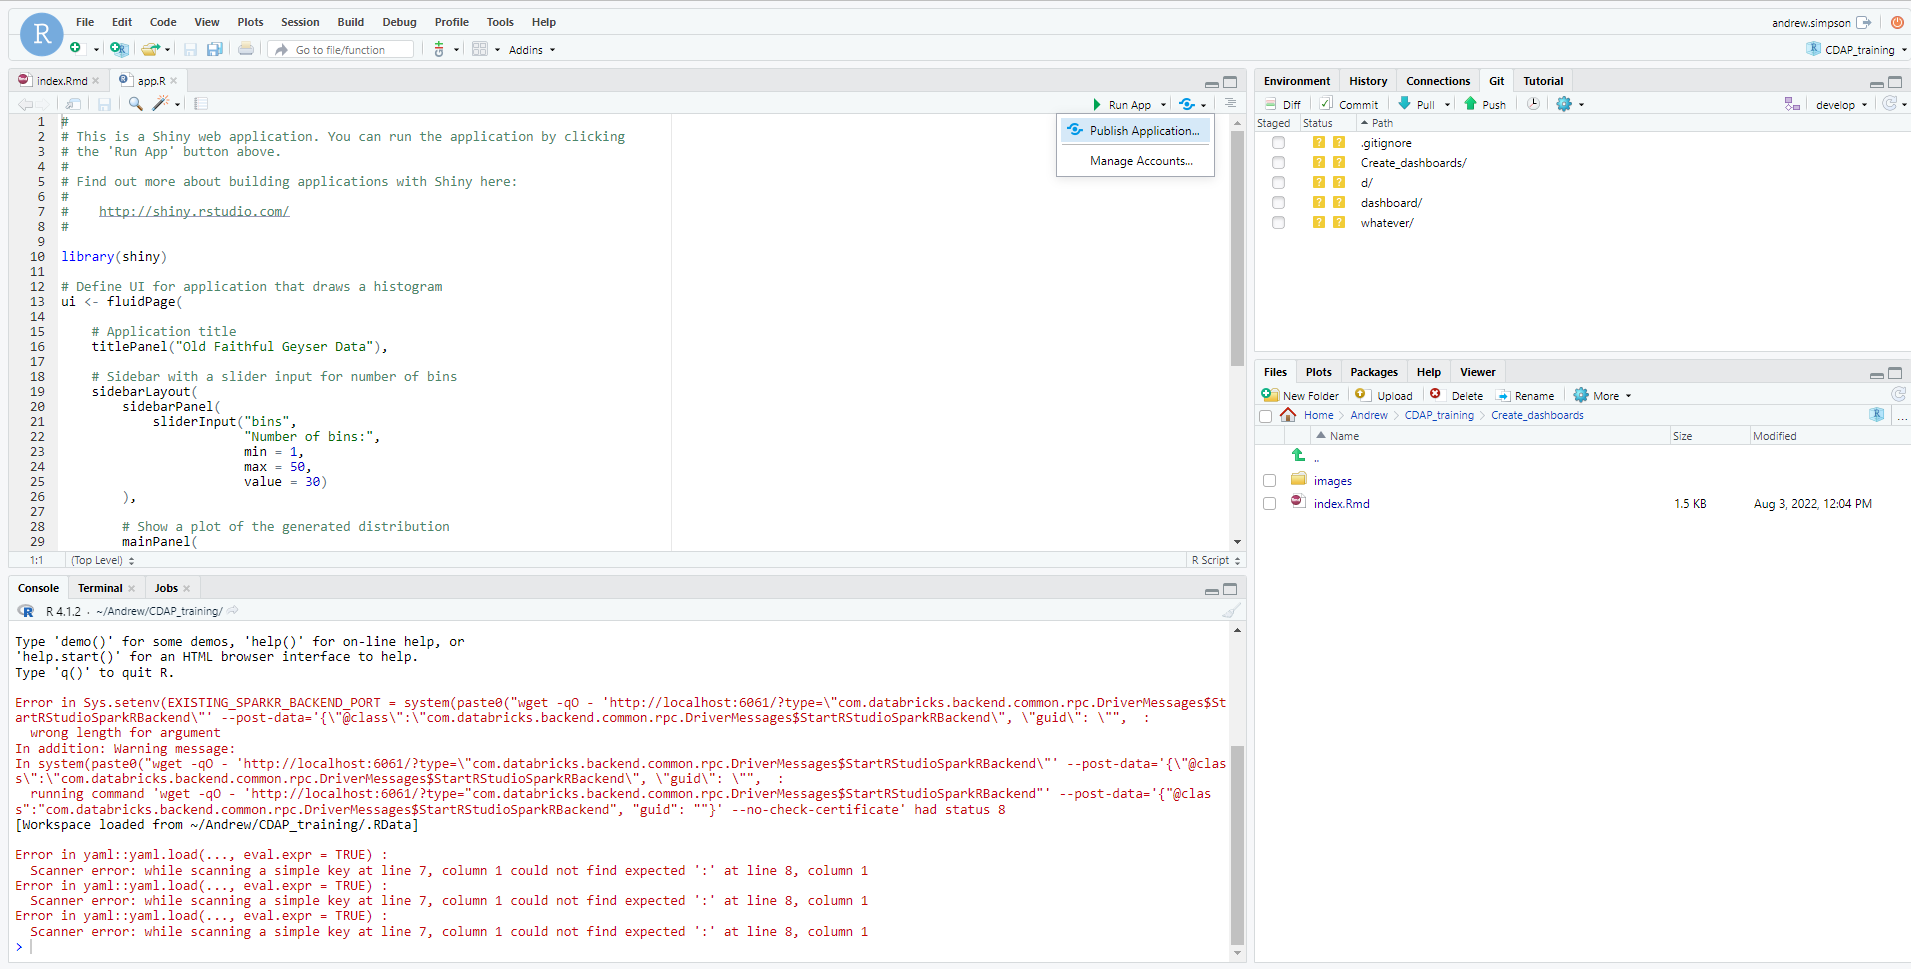 R
File Edit Code View Plots Session Build Debug Profile Tools Help
andrew.simpson
Go to file/function
Addins
CDAP_training
index.Rmd
app.R
Run App
Publish Application...
Manage Accounts...
1 #
2 # This is a Shiny web application. You can run the application by clicking
3 # the 'Run App' button above.
4 #
5 # Find out more about building applications with Shiny here:
6 #
7 #    http://shiny.rstudio.com/
8 #
9
10 library(shiny)
11
12 # Define UI for application that draws a histogram
13 ui <- fluidPage(
14
15     # Application title
16     titlePanel("Old Faithful Geyser Data"),
17
18     # Sidebar with a slider input for number of bins
19     sidebarLayout(
20         sidebarPanel(
21             sliderInput("bins",
22                         "Number of bins:",
23                         min = 1,
24                         max = 50,
25                         value = 30)
26         ),
27
28         # Show a plot of the generated distribution
29         mainPanel(
1:1 (Top Level) R Script
Console Terminal Jobs
R 4.1.2 · ~/Andrew/CDAP_training/
Type 'demo()' for some demos, 'help()' for on-line help, or
'help.start()' for an HTML browser interface to help.
Type 'q()' to quit R.
Error in Sys.setenv(EXISTING_SPARKR_BACKEND_PORT = system(paste0("wget -qO - 'http://localhost:6061/?type=\"com.databricks.backend.common.rpc.DriverMessages$St
artRStudioSparkRBackend\"' --post-data='{\"@class\":\"com.databricks.backend.common.rpc.DriverMessages$StartRStudioSparkRBackend\", \"guid\": \"",  :
  wrong length for argument
In addition: Warning message:
In system(paste0("wget -qO - 'http://localhost:6061/?type=\"com.databricks.backend.common.rpc.DriverMessages$StartRStudioSparkRBackend\"' --post-data='{\"@clas
s\":\"com.databricks.backend.common.rpc.DriverMessages$StartRStudioSparkRBackend\", \"guid\": \"",  :
  running command 'wget -qO - 'http://localhost:6061/?type="com.databricks.backend.common.rpc.DriverMessages$StartRStudioSparkRBackend"' --post-data='{"@clas
s":"com.databricks.backend.common.rpc.DriverMessages$StartRStudioSparkRBackend", "guid": ""}' --no-check-certificate' had status 8
[Workspace loaded from ~/Andrew/CDAP_training/.RData]
Error in yaml::yaml.load(..., eval.expr = TRUE) :
  Scanner error: while scanning a simple key at line 7, column 1 could not find expected ':' at line 8, column 1
Error in yaml::yaml.load(..., eval.expr = TRUE) :
  Scanner error: while scanning a simple key at line 7, column 1 could not find expected ':' at line 8, column 1
Error in yaml::yaml.load(..., eval.expr = TRUE) :
  Scanner error: while scanning a simple key at line 7, column 1 could not find expected ':' at line 8, column 1
>
Environment History Connections Git Tutorial
Diff Commit Pull Push develop
Staged Status Path
? ? .gitignore
? ? Create_dashboards/
? ? d/
? ? dashboard/
? ? whatever/
Files Plots Packages Help Viewer
New Folder Upload Delete Rename More
Home Andrew CDAP_training Create_dashboards ...
Name Size Modified
..
images
index.Rmd 1.5 KB Aug 3, 2022, 12:04 PM